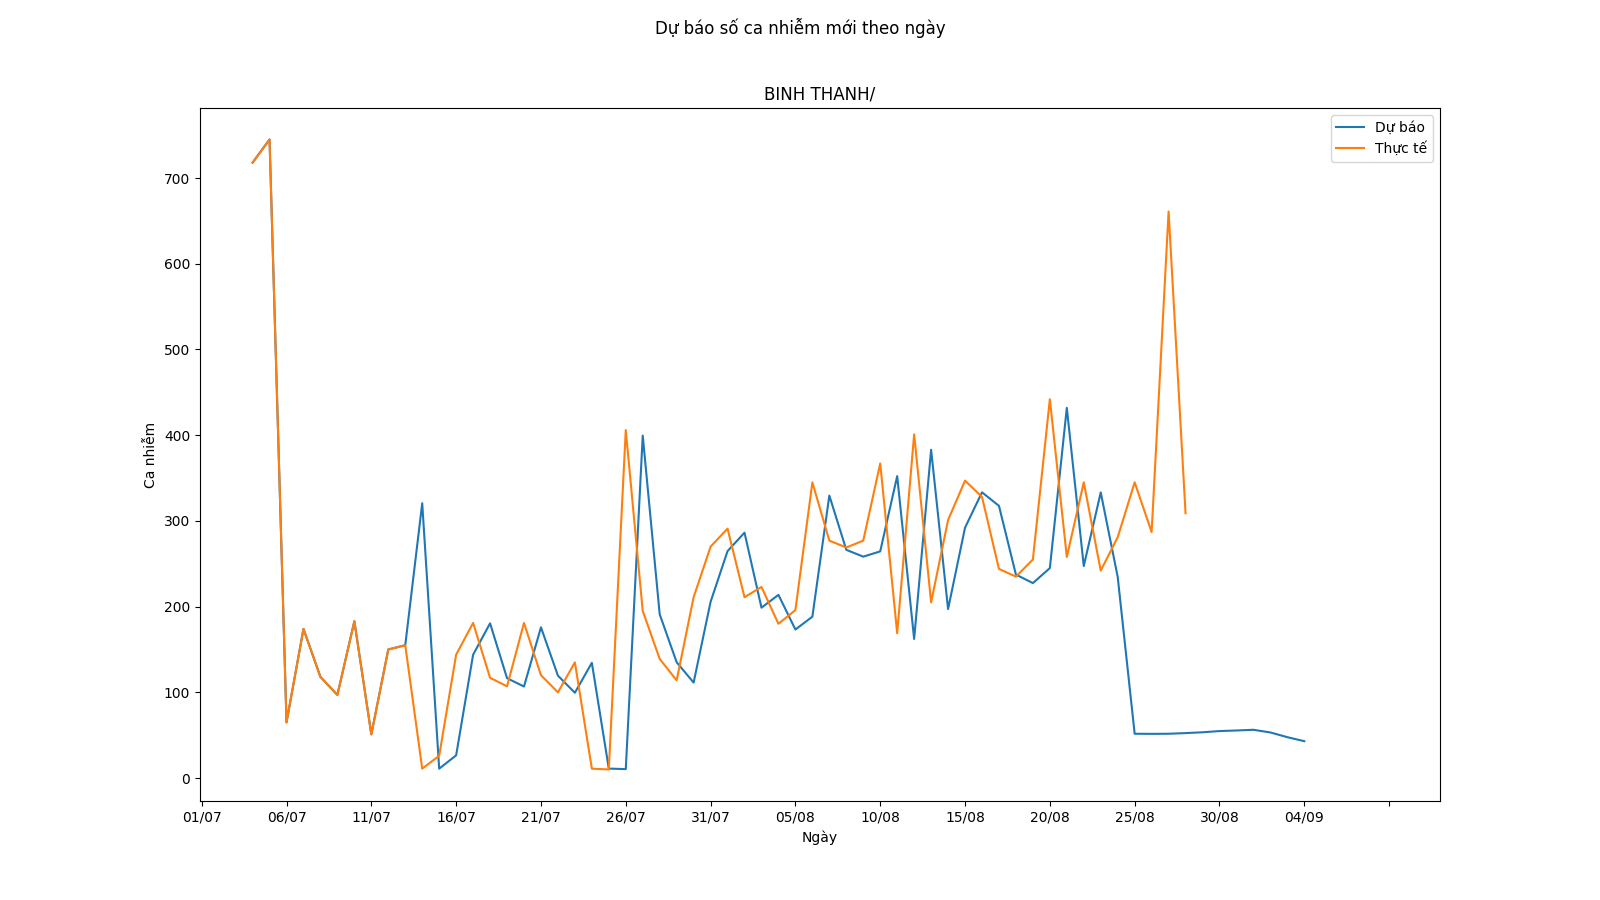 Dự báo số ca nhiễm mới theo ngày
BINH THANH/
Dự báo
Thực tế
Ca nhiễm
700
600
500
400
300
200
100
0
01/07 06/07 11/07 16/07 21/07 26/07 31/07 05/08 10/08 15/08 20/08 25/08 30/08 04/09
Ngày